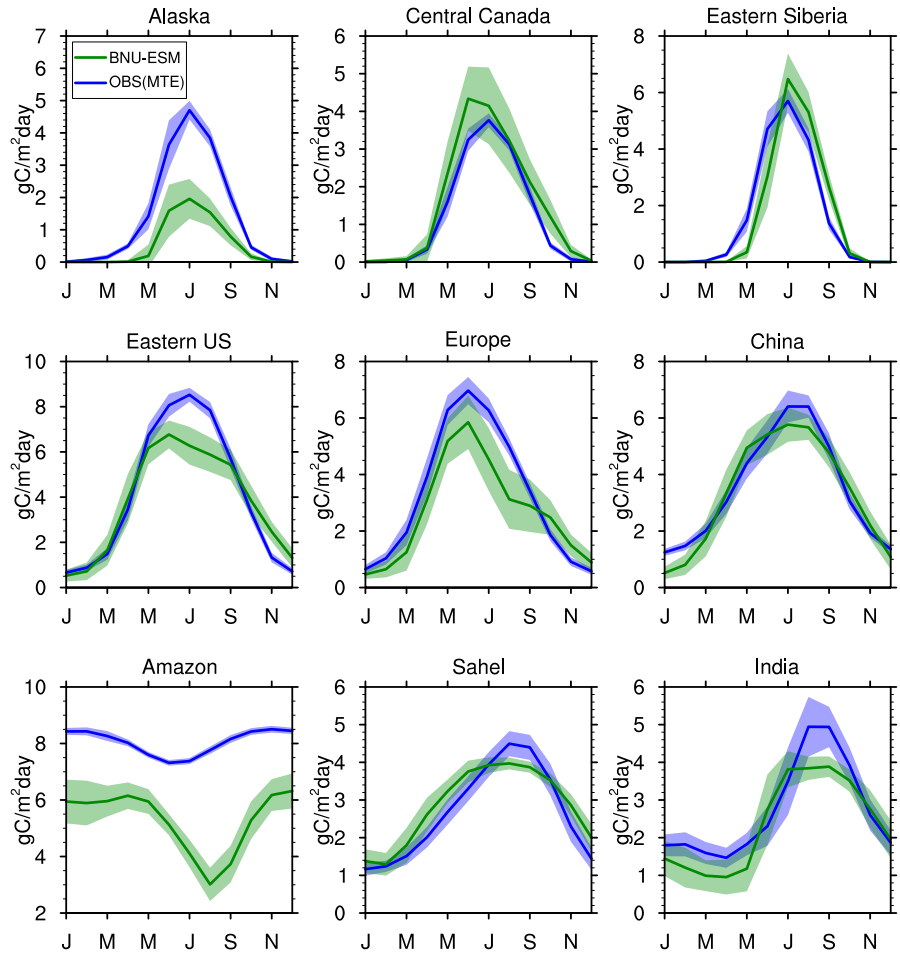 Alaska Central Canada Eastern Siberia
7 6 8
6 5 6
5 4
4 3 4
3 2
2 1 2
1
0 0 0
gC/m²day gC/m²day gC/m²day
BNU-ESM
OBS(MTE)
J M M J S N J M M J S N J M M J S N
Eastern US Europe China
10 8 8
8 6 6
6 4 4
4 2 2
2
0 0 0
gC/m²day gC/m²day gC/m²day
J M M J S N J M M J S N J M M J S N
Amazon Sahel India
10 6 6
8 5 5
6 4 4
4 3 3
2 2 2
1 1
0 0
gC/m²day gC/m²day gC/m²day
J M M J S N J M M J S N J M M J S N